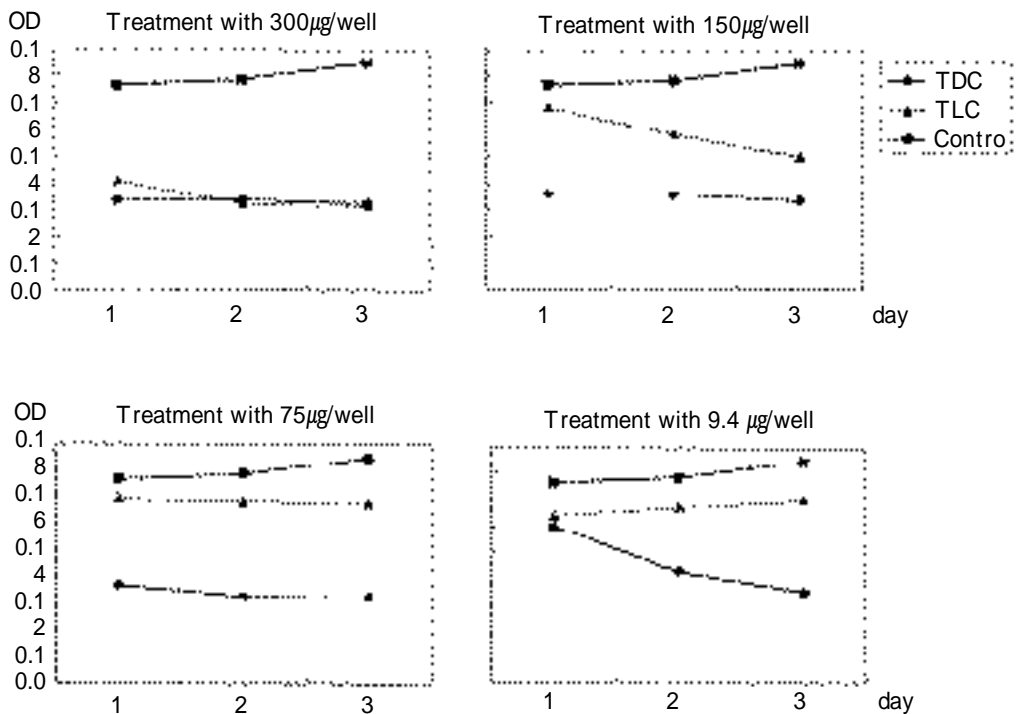 OD
Treatment with 300㎍/well
0.1
8
0.1
6
0.1
4
0.1
2
0.1
0.0
1 2 3
Treatment with 150㎍/well
1 2 3 day
TDC
TLC
Contro
OD
Treatment with 75㎍/well
0.1
8
0.1
6
0.1
4
0.1
2
0.1
0.0
1 2 3
Treatment with 9.4 ㎍/well
1 2 3 day